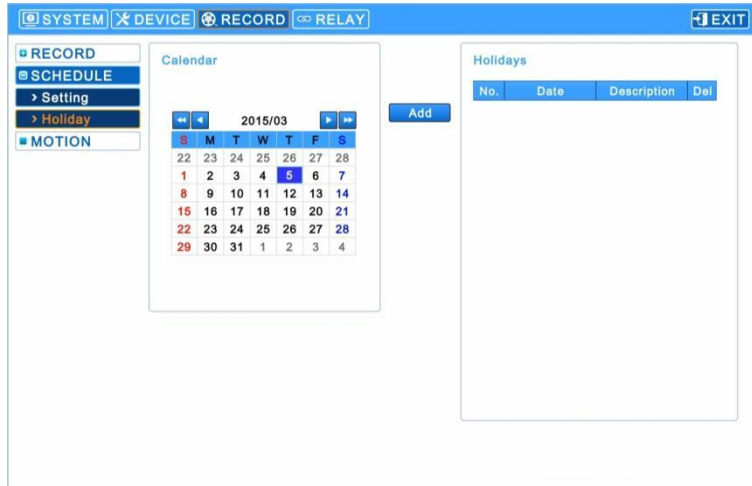 SYSTEM DEVICE RECORD RELAY EXIT
RECORD
SCHEDULE
> Setting
> Holiday
MOTION
Calendar
2015/03
S M T W T F S
22 23 24 25 26 27 28
1 2 3 4 5 6 7
8 9 10 11 12 13 14
15 16 17 18 19 20 21
22 23 24 25 26 27 28
29 30 31 1 2 3 4
Add
Holidays
No. Date Description Del